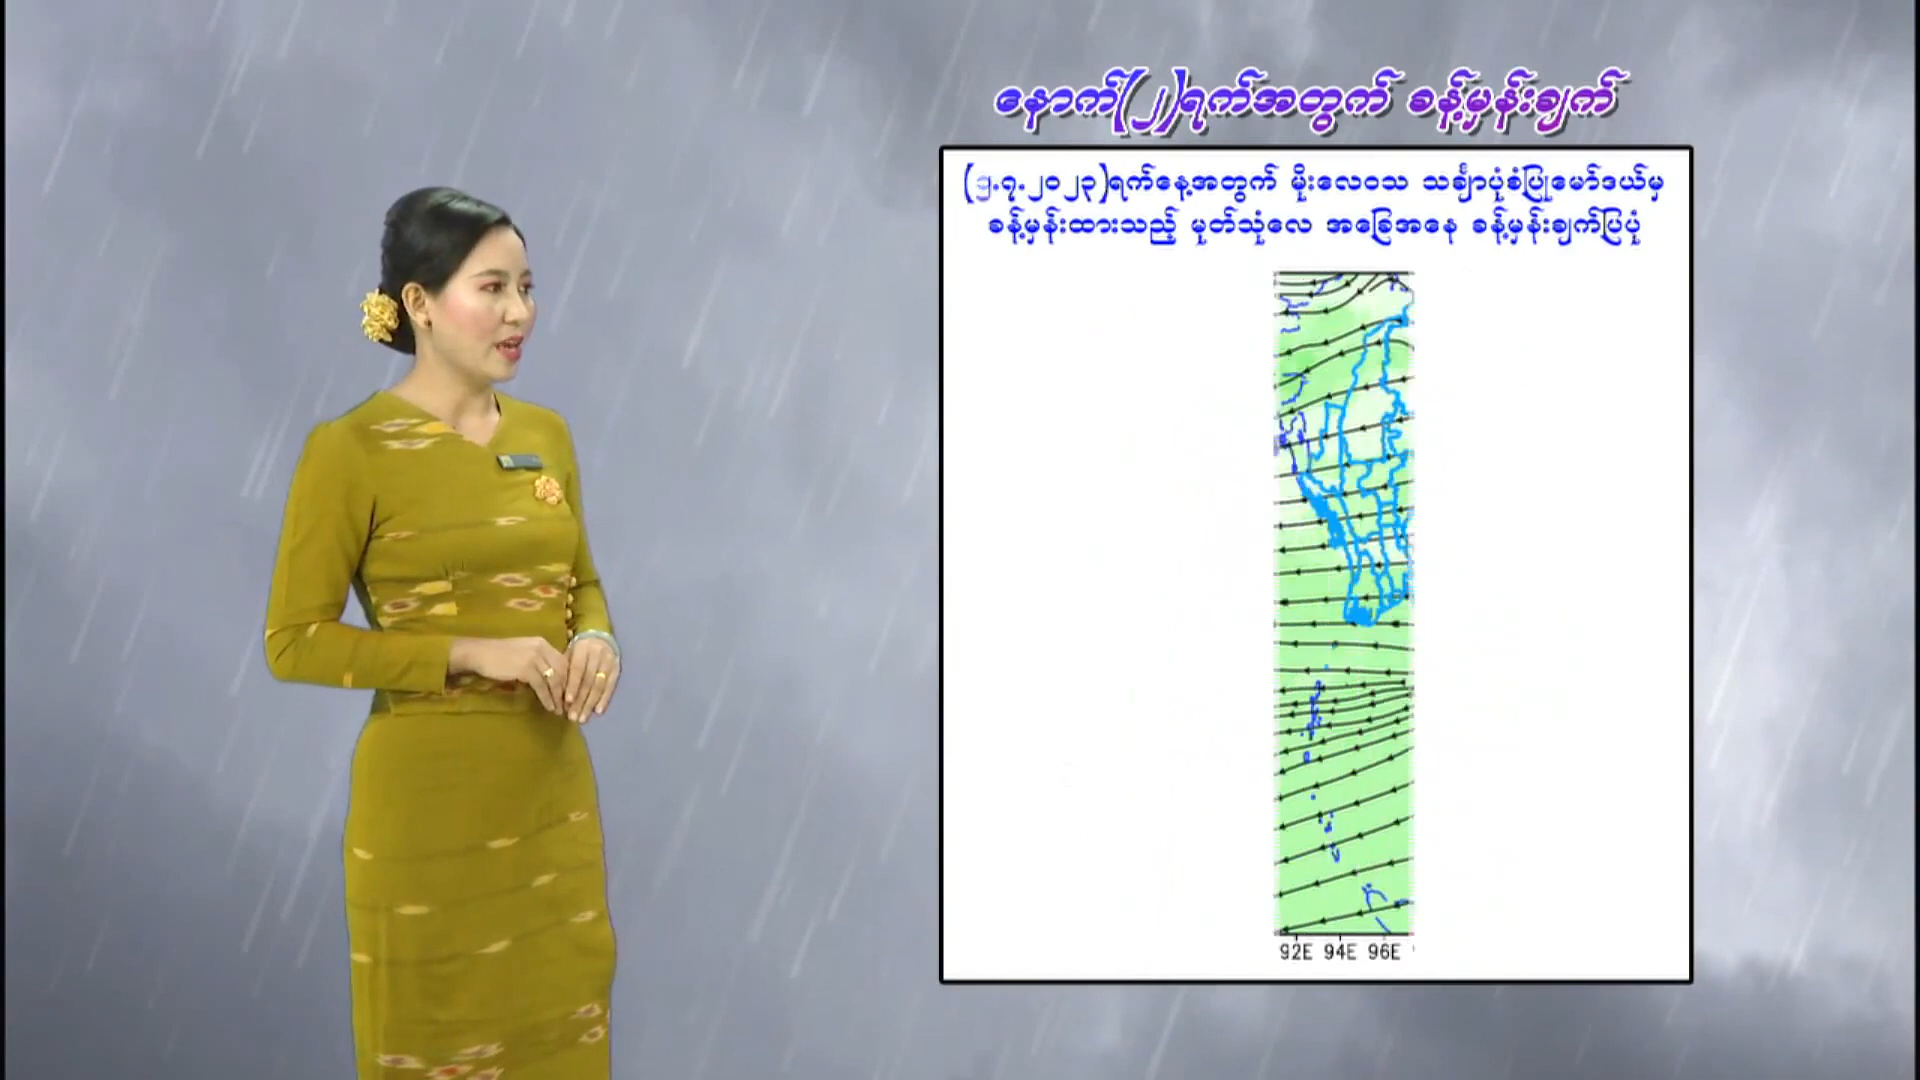 နောက်(၂)ရက်အတွက် ခန့်မှန်းချက်
.၇.၂၀၂၃)ရက်နေ့အတွက် မိုးလေဝသ သင်္ချာပုံစံပြုမော်ဒယ်မှ
ခန့်မှန်းထားသည့် မုတ်သုံလေ အခြေအနေ ခန့်မှန်းချက်ပြပုံ
92E 94E 96E